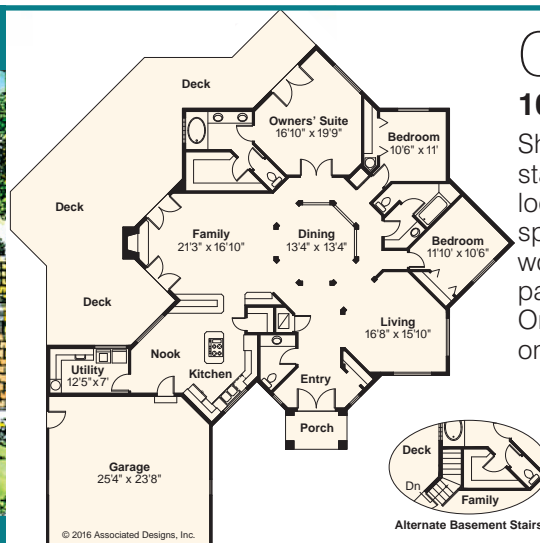 Deck
Owners' Suite
16'10" x 19'9"
Bedroom
10'6" x 11'
Deck
Family
21'3" x 16'10"
Dining
13'4" x 13'4"
Bedroom
11'10' x 10'6"
Deck
Living
16'8" x 15'10"
Nook
Utility
12'5"x 7'
Kitchen
Entry
Porch
Garage
25'4" x 23'8"
© 2016 Associated Designs, Inc.
Deck
Dn
Family
Alternate Basement Stairs